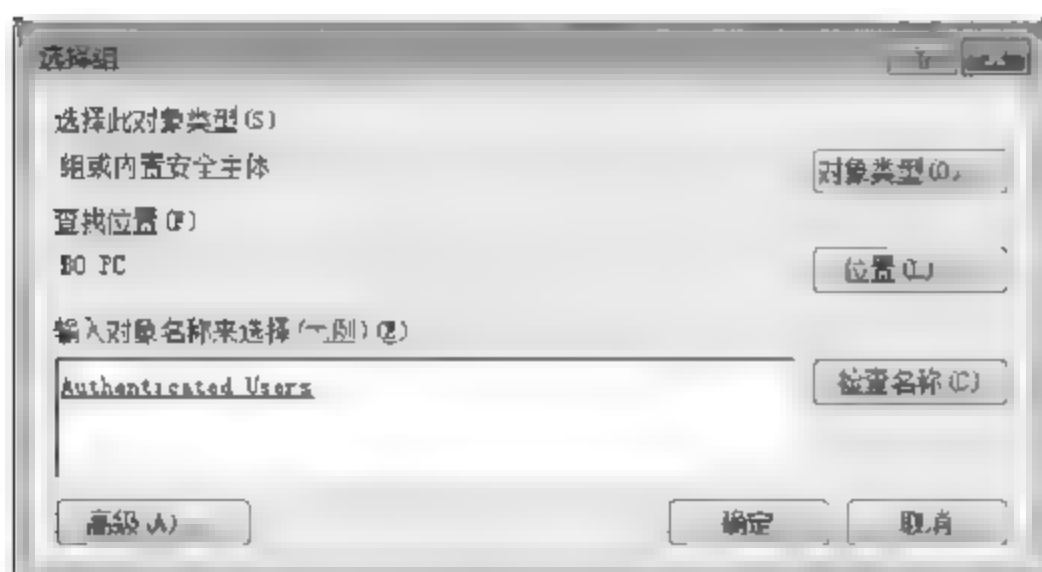 选择组
选择此对象类型(S)
组或内置安全主体
对象类型(O)
查找位置(F)
BO PC
位置(L)
输入对象名称来选择(示例)(E)
Authenticated Users
检查名称(C)
高级(A)
确定
取消